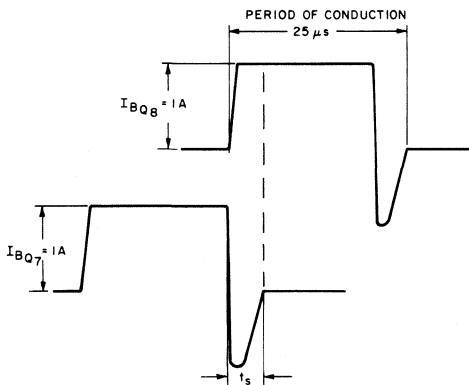 PERIOD OF CONDUCTION
25 μs
IBQ8 = 1A
IBQ7 = 1A
ts